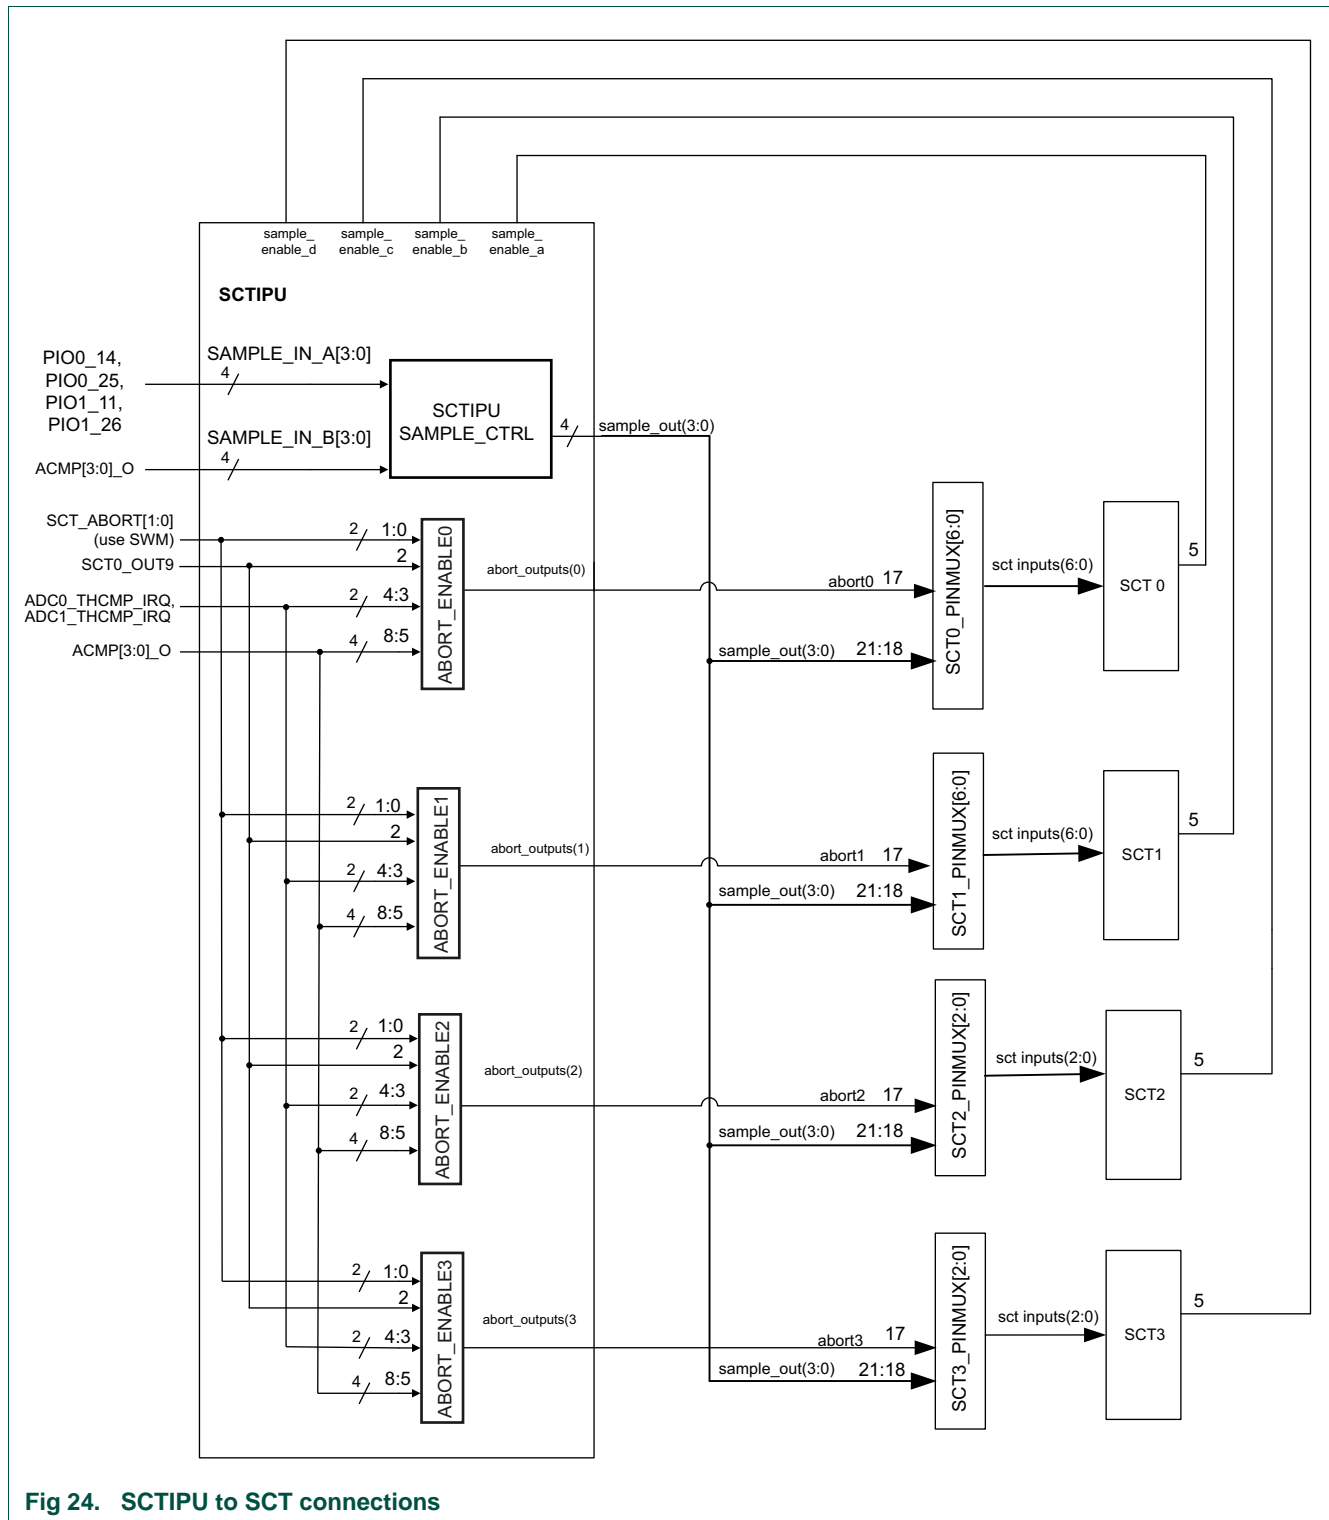 sample_
enable_d
sample_
enable_c
sample_
enable_b
sample_
enable_a
SCTIPU
PIO0_14,
PIO0_25,
PIO1_11,
PIO1_26
SAMPLE_IN_A[3:0]
4
SAMPLE_IN_B[3:0]
4
ACMP[3:0]_O
SCTIPU
SAMPLE_CTRL
4
sample_out(3:0)
SCT_ABORT[1:0]
(use SWM)
SCT0_OUT9
ADC0_THCMP_IRQ,
ADC1_THCMP_IRQ
ACMP[3:0]_O
2
1:0
2
2
4:3
4
8:5
ABORT_ENABLE0
abort_outputs(0)
abort0
17
sample_out(3:0)
21:18
SCT0_PINMUX[6:0]
sct inputs(6:0)
SCT 0
5
2
1:0
2
2
4:3
4
8:5
ABORT_ENABLE1
abort_outputs(1)
abort1
17
sample_out(3:0)
21:18
SCT1_PINMUX[6:0]
sct inputs(6:0)
SCT1
5
2
1:0
2
2
4:3
4
8:5
ABORT_ENABLE2
abort_outputs(2)
abort2
17
sample_out(3:0)
21:18
SCT2_PINMUX[2:0]
sct inputs(2:0)
SCT2
5
2
1:0
2
2
4:3
4
8:5
ABORT_ENABLE3
abort_outputs(3
abort3
17
sample_out(3:0)
21:18
SCT3_PINMUX[2:0]
sct inputs(2:0)
SCT3
5
Fig 24. SCTIPU to SCT connections